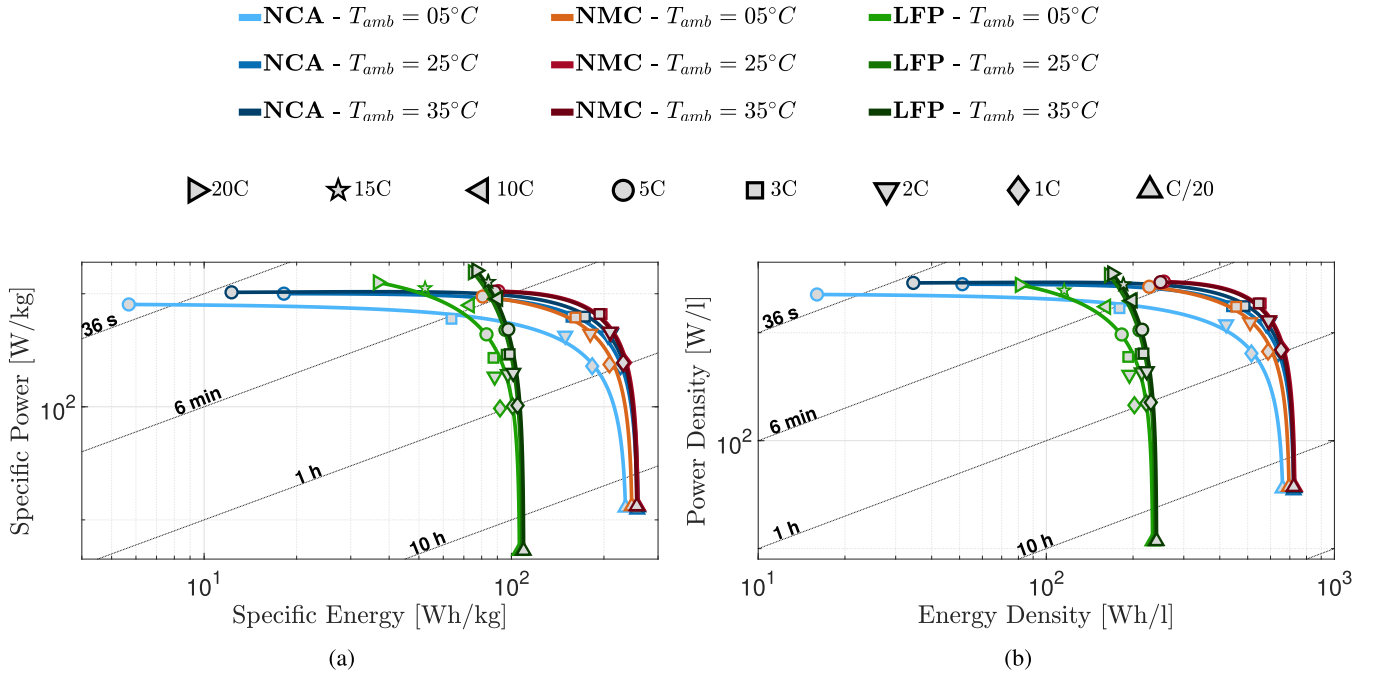 NCA - T_amb = 05°C NMC - T_amb = 05°C LFP - T_amb = 05°C
NCA - T_amb = 25°C NMC - T_amb = 25°C LFP - T_amb = 25°C
NCA - T_amb = 35°C NMC - T_amb = 35°C LFP - T_amb = 35°C
20C 15C 10C 5C 3C 2C 1C C/20
Specific Power [W/kg]
10^2
36 s
6 min
1 h
10 h
10^1 10^2
Specific Energy [Wh/kg]
(a)
Power Density [W/l]
10^2
36 s
6 min
1 h
10 h
10^1 10^2 10^3
Energy Density [Wh/l]
(b)